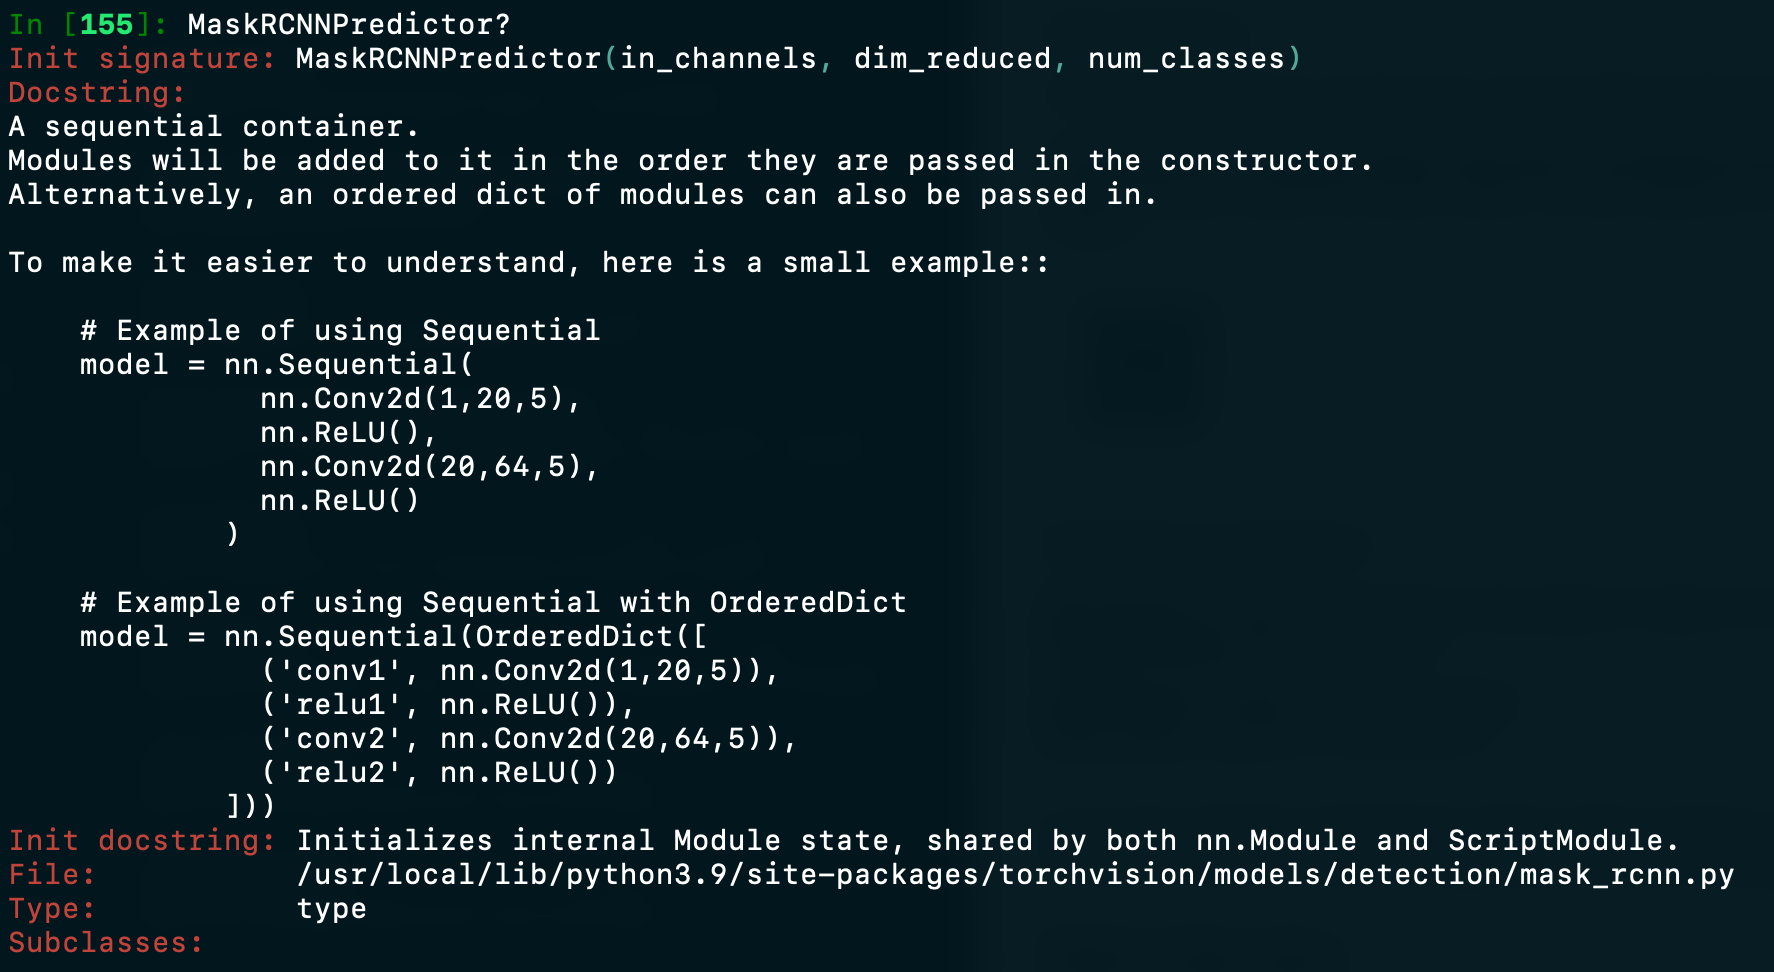 In [155]: MaskRCNNPredictor?
Init signature: MaskRCNNPredictor(in_channels, dim_reduced, num_classes)
Docstring:
A sequential container.
Modules will be added to it in the order they are passed in the constructor.
Alternatively, an ordered dict of modules can also be passed in.

To make it easier to understand, here is a small example::

    # Example of using Sequential
    model = nn.Sequential(
              nn.Conv2d(1,20,5),
              nn.ReLU(),
              nn.Conv2d(20,64,5),
              nn.ReLU()
            )

    # Example of using Sequential with OrderedDict
    model = nn.Sequential(OrderedDict([
              ('conv1', nn.Conv2d(1,20,5)),
              ('relu1', nn.ReLU()),
              ('conv2', nn.Conv2d(20,64,5)),
              ('relu2', nn.ReLU())
            ]))
Init docstring: Initializes internal Module state, shared by both nn.Module and ScriptModule.
File:           /usr/local/lib/python3.9/site-packages/torchvision/models/detection/mask_rcnn.py
Type:           type
Subclasses: